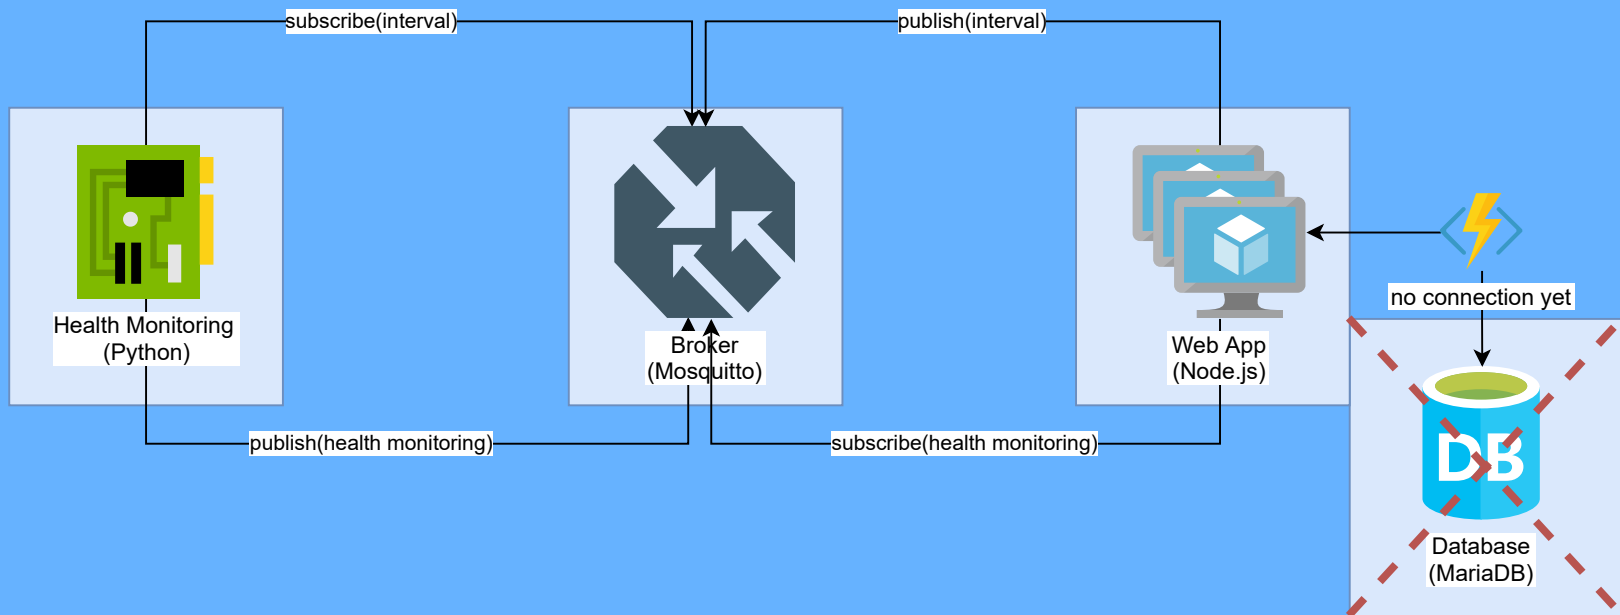 subscribe(interval)
publish(interval)
Health Monitoring
(Python)
Broker
(Mosquitto)
Web App
(Node.js)
no connection yet
publish(health monitoring)
subscribe(health monitoring)
DB
Database
(MariaDB)